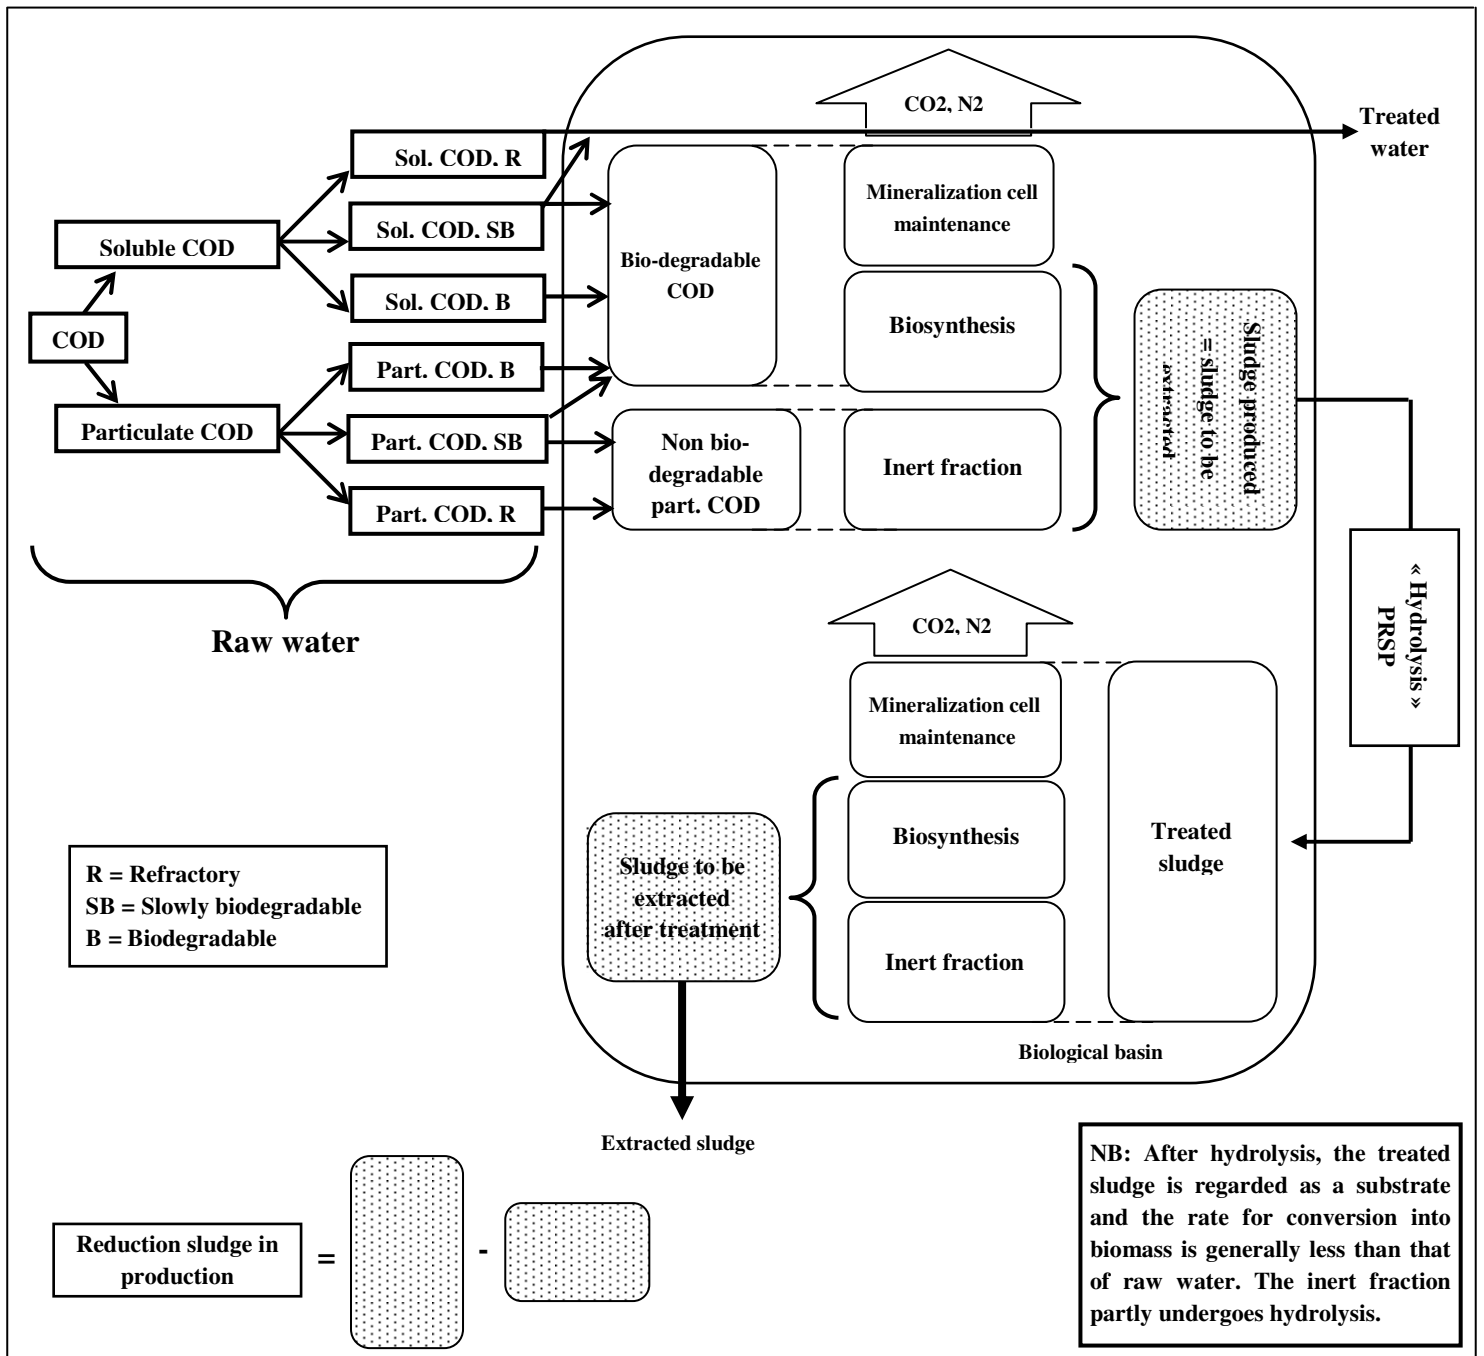 CO2, N2
Treated
water
Sol. COD. R
Mineralization cell
maintenance
Soluble COD
Sol. COD. SB
Bio-degradable
COD
Sol. COD. B
Biosynthesis
COD
Part. COD. B
Sludge produced
= sludge to be
extracted
Particulate COD
Part. COD. SB
Non bio-
degradable
part. COD
Inert fraction
Part. COD. R
« Hydrolysis »
PRSP
Raw water
CO2, N2
Mineralization cell
maintenance
Biosynthesis
Treated
sludge
Sludge to be
extracted
after treatment
R = Refractory
SB = Slowly biodegradable
B = Biodegradable
Inert fraction
Biological basin
Extracted sludge
NB: After hydrolysis, the treated
sludge is regarded as a substrate
and the rate for conversion into
biomass is generally less than that
of raw water. The inert fraction
partly undergoes hydrolysis.
Reduction sludge in
production
=
-